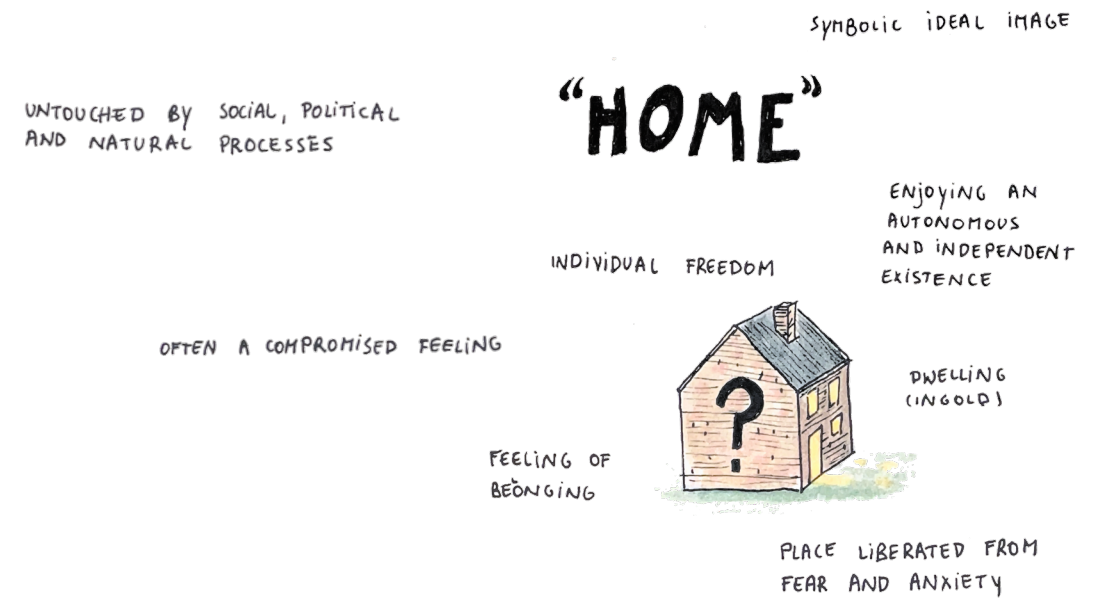 SYMBOLIC IDEAL IMAGE
"HOME"
UNTOUCHED BY SOCIAL, POLITICAL
AND NATURAL PROCESSES
ENJOYING AN
AUTONOMOUS
AND INDEPENDENT
EXISTENCE
INDIVIDUAL FREEDOM
OFTEN A COMPROMISED FEELING
DWELLING
(INGOLD)
?
FEELING OF
BEONGING
PLACE LIBERATED FROM
FEAR AND ANXIETY